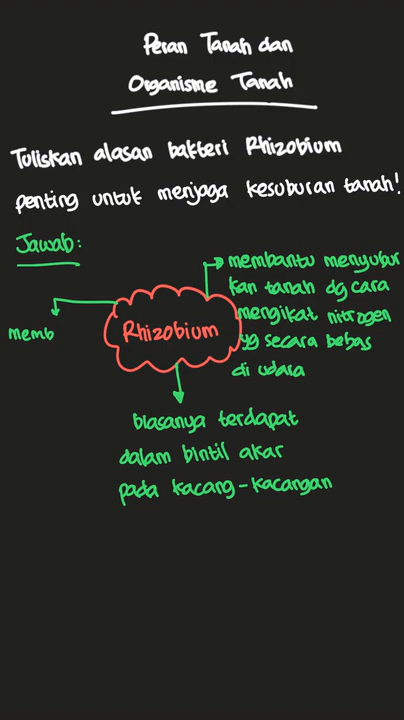 Peran Tanah dan
Organisme Tanah
Tuliskan alasan bakteri Rhizobium
penting untuk menjaga kesuburan tanah!
Jawab:
membantu menyubur
kan tanah dg cara
mengikat nitrogen
yg secara bebas
di udara
Rhizobium
memb
biasanya terdapat
dalam bintil akar
pada kacang-kacangan